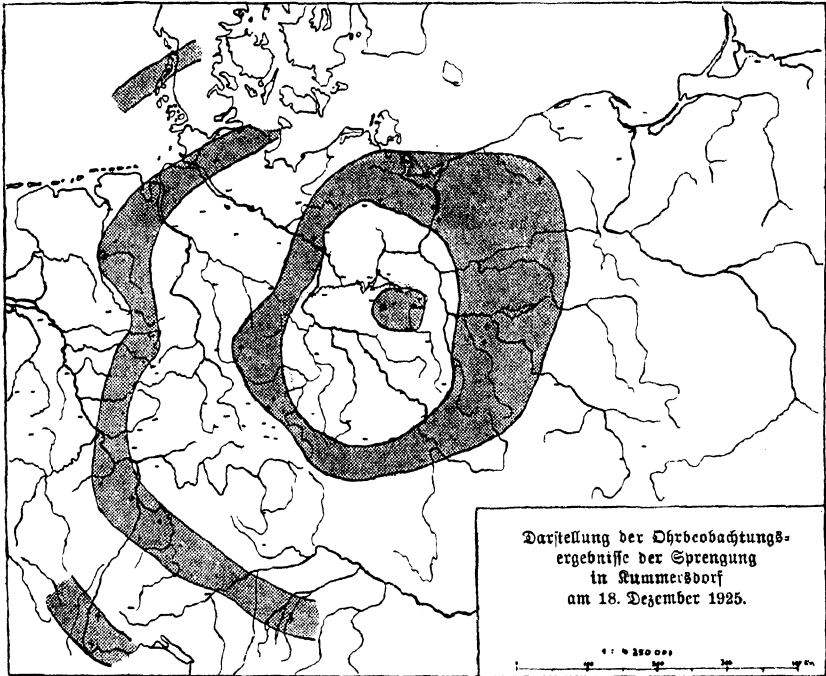 Darstellung der Ohrbeobachtungs=
ergebnisse der Sprengung
in Kummersdorf
am 18. Dezember 1925.